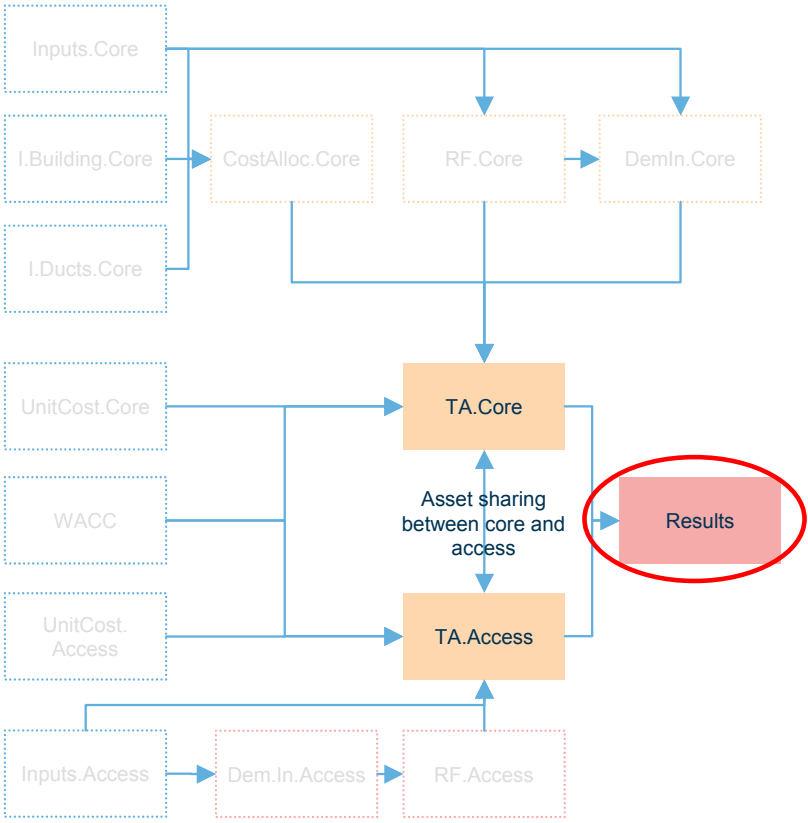 Inputs.Core
I.Building.Core
CostAlloc.Core
RF.Core
DemIn.Core
I.Ducts.Core
UnitCost.Core
TA.Core
WACC
Asset sharing
between core and
access
Results
UnitCost.
Access
TA.Access
Inputs.Access
Dem.In.Access
RF.Access